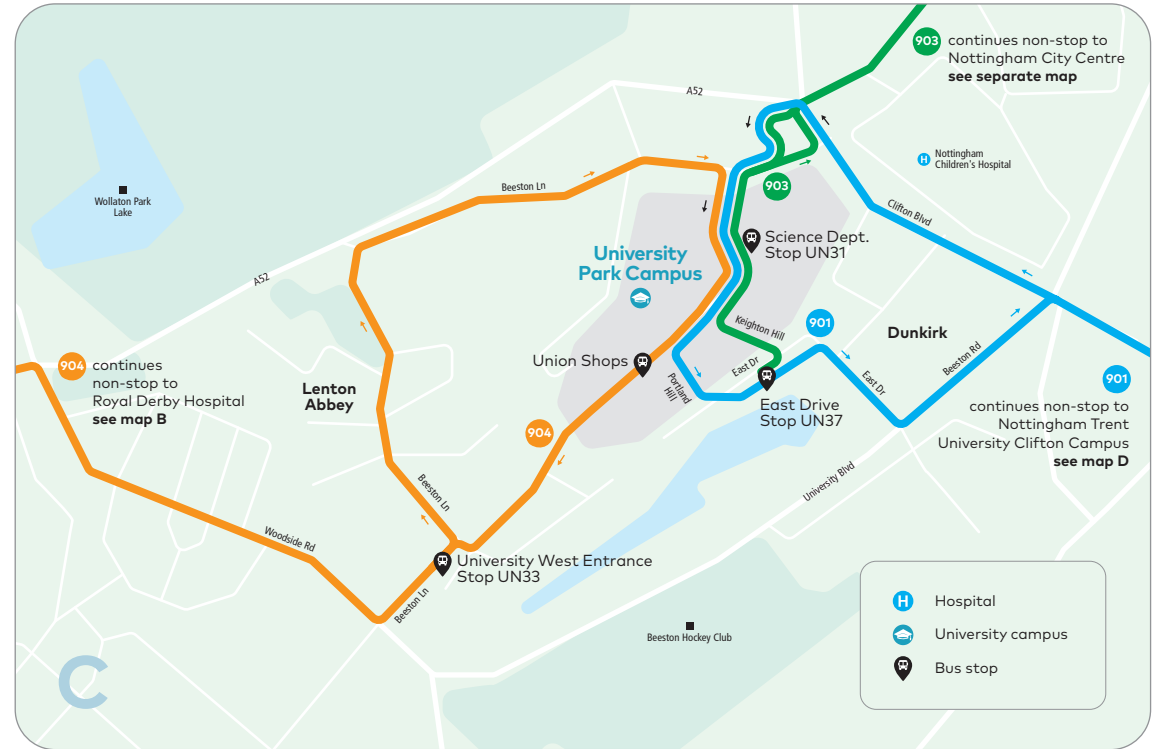 903
continues non-stop to
Nottingham City Centre
see separate map
A52
H
Nottingham
Children's Hospital
Wollaton Park
Lake
Beeston Ln
903
Clifton Blvd
Science Dept.
Stop UN31
University
Park Campus
A52
Keighton Hill
901
Dunkirk
904
continues
non-stop to
Royal Derby Hospital
see map B
Union Shops
Lenton
Abbey
Portland
Hill
East Dr
East Dr
Beeston Rd
901
continues non-stop to
Nottingham Trent
University Clifton Campus
see map D
East Drive
Stop UN37
904
University Blvd
Beeston Ln
Woodside Rd
University West Entrance
Stop UN33
Beeston Ln
Beeston Hockey Club
H
Hospital
University campus
Bus stop
C